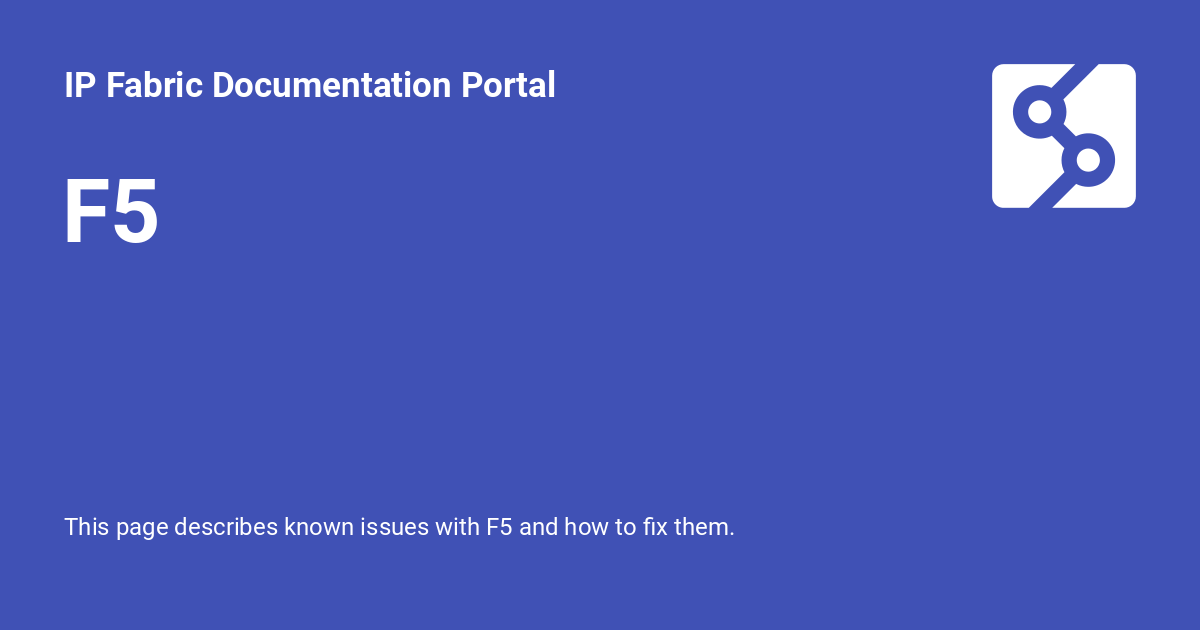 IP Fabric Documentation Portal
F5
This page describes known issues with F5 and how to fix them.